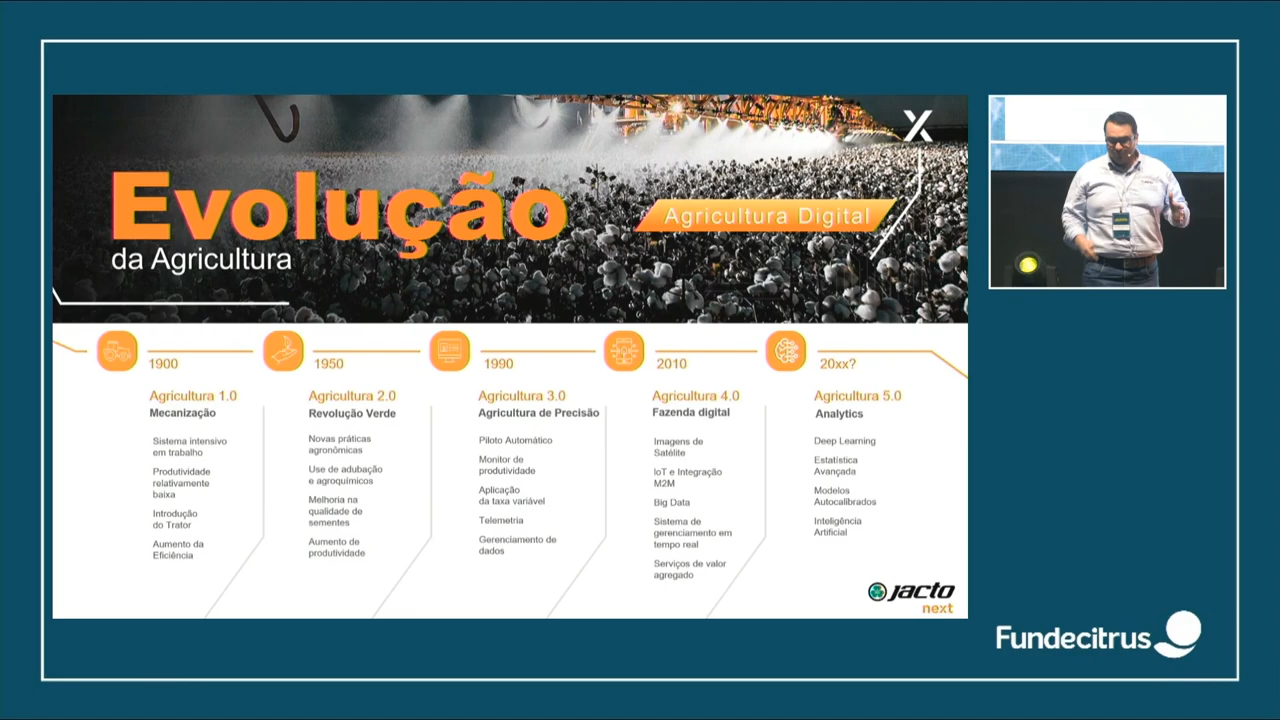 Evolução
da Agricultura
Agricultura Digital
1900
Agricultura 1.0
Mecanização
Sistema intensivo
em trabalho
Produtividade
relativamente
baixa
Introdução
do Trator
Aumento da
Eficiência
1950
Agricultura 2.0
Revolução Verde
Novas práticas
agronômicas
Use de adubação
e agroquímicos
Melhoria na
qualidade de
sementes
Aumento de
produtividade
1990
Agricultura 3.0
Agricultura de Precisão
Piloto Automático
Monitor de
produtividade
Aplicação
da taxa variável
Telemetria
Gerenciamento de
dados
2010
Agricultura 4.0
Fazenda digital
Imagens de
Satélite
IoT e Integração
M2M
Big Data
Sistema de
gerenciamento em
tempo real
Serviços de valor
agregado
20xx?
Agricultura 5.0
Analytics
Deep Learning
Estatística
Avançada
Modelos
Autocalibrados
Inteligência
Artificial
jacto
next
Fundecitrus